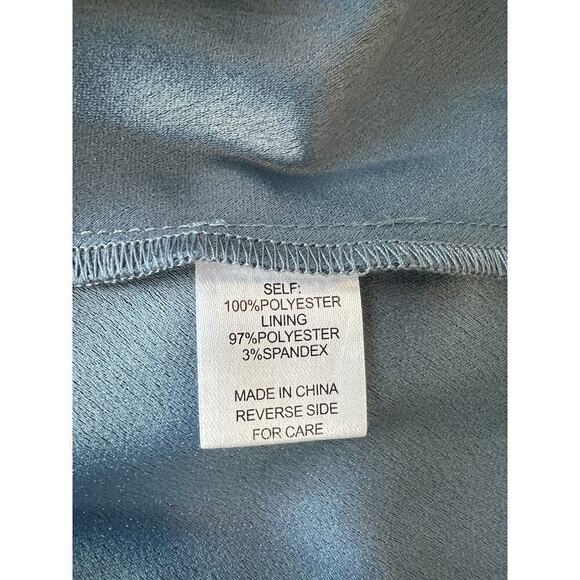 SELF:
100%POLYESTER
LINING
97%POLYESTER
3%SPANDEX
MADE IN CHINA
REVERSE SIDE
FOR CARE